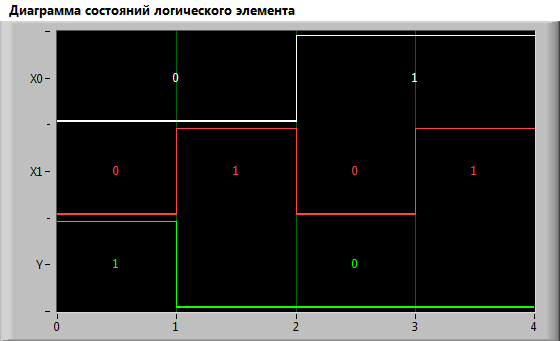 Диаграмма состояний логического элемента
X0 0 1
X1 0 1 0 1
Y 1 0
0 1 2 3 4